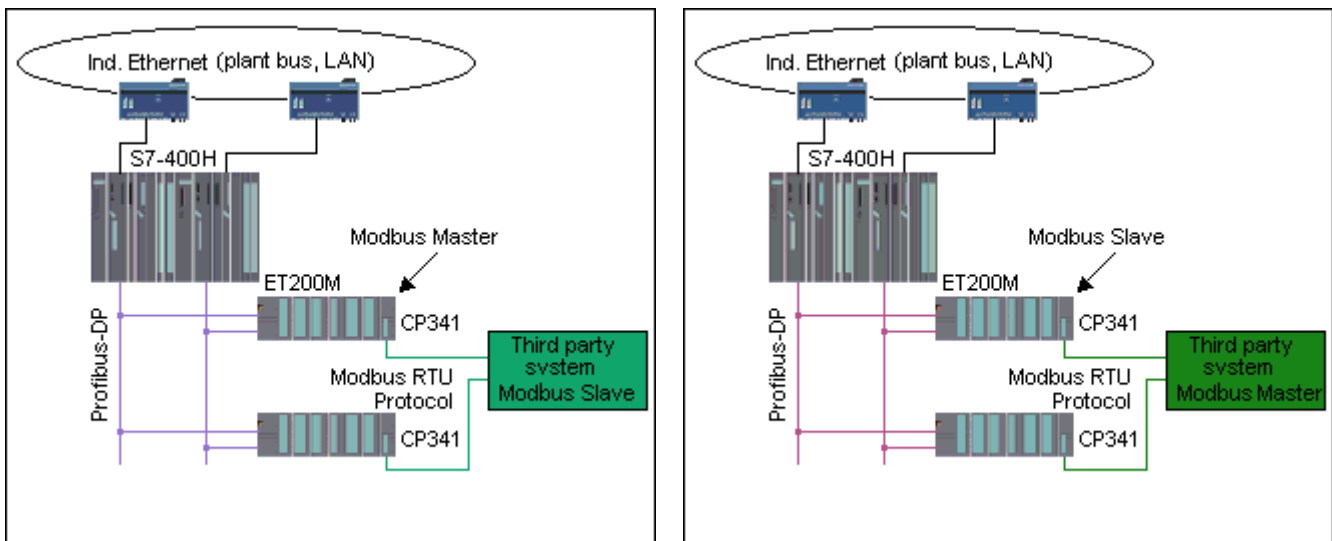 Ind. Ethernet (plant bus, LAN)
S7-400H
Modbus Master
ET200M
Profibus-DP
CP341
Third party
system
Modbus Slave
Modbus RTU
Protocol
CP341
Ind. Ethernet (plant bus, LAN)
S7-400H
Modbus Slave
ET200M
Profibus-DP
CP341
Third party
system
Modbus Master
Modbus RTU
Protocol
CP341